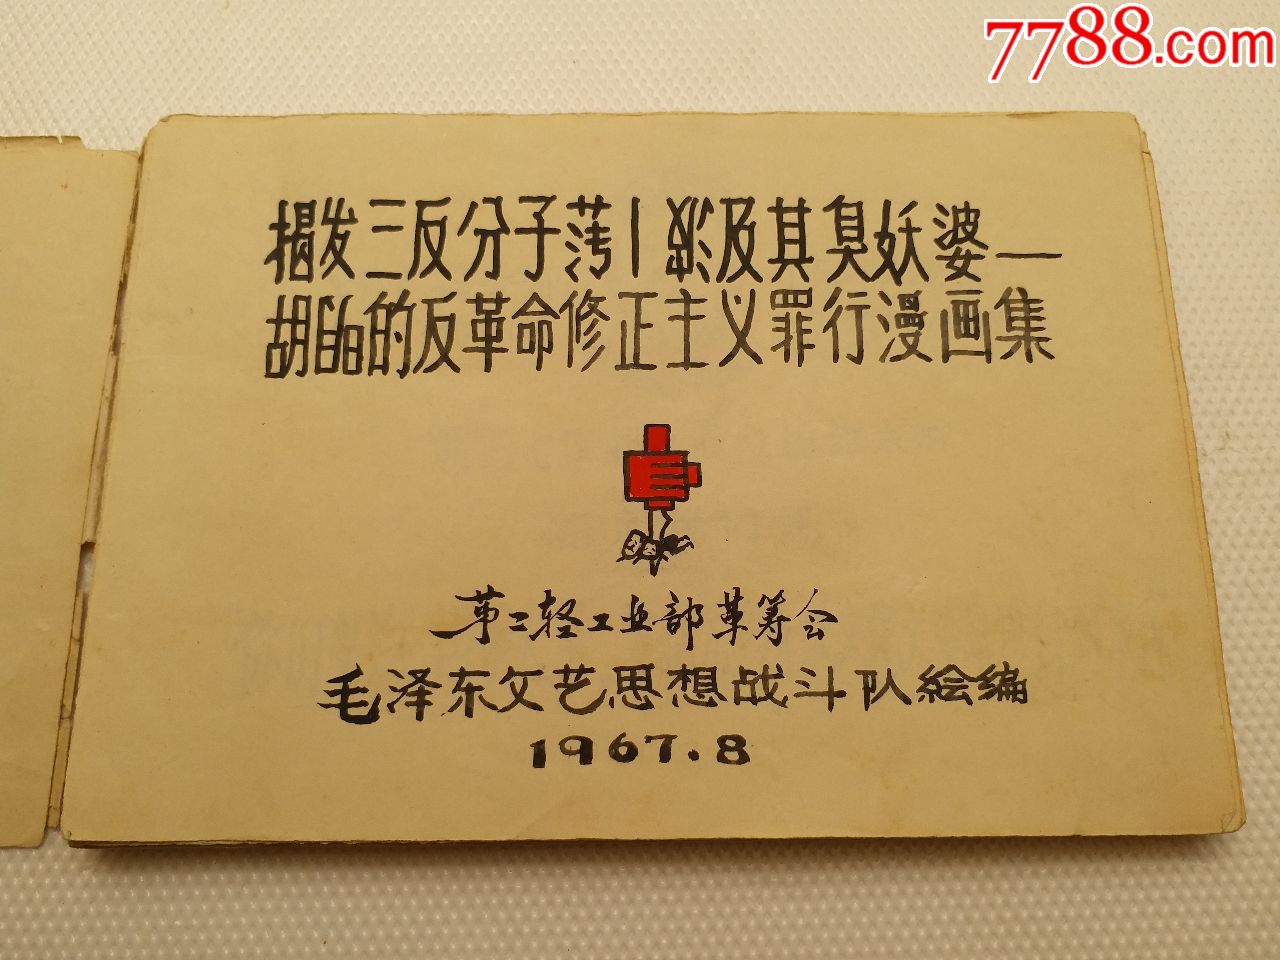 7788.com
揭发三反分子 及其臭妖婆—
胡 的反革命修正主义罪行漫画集
第二轻工业部革筹会
毛泽东文艺思想战斗队绘编
1967.8